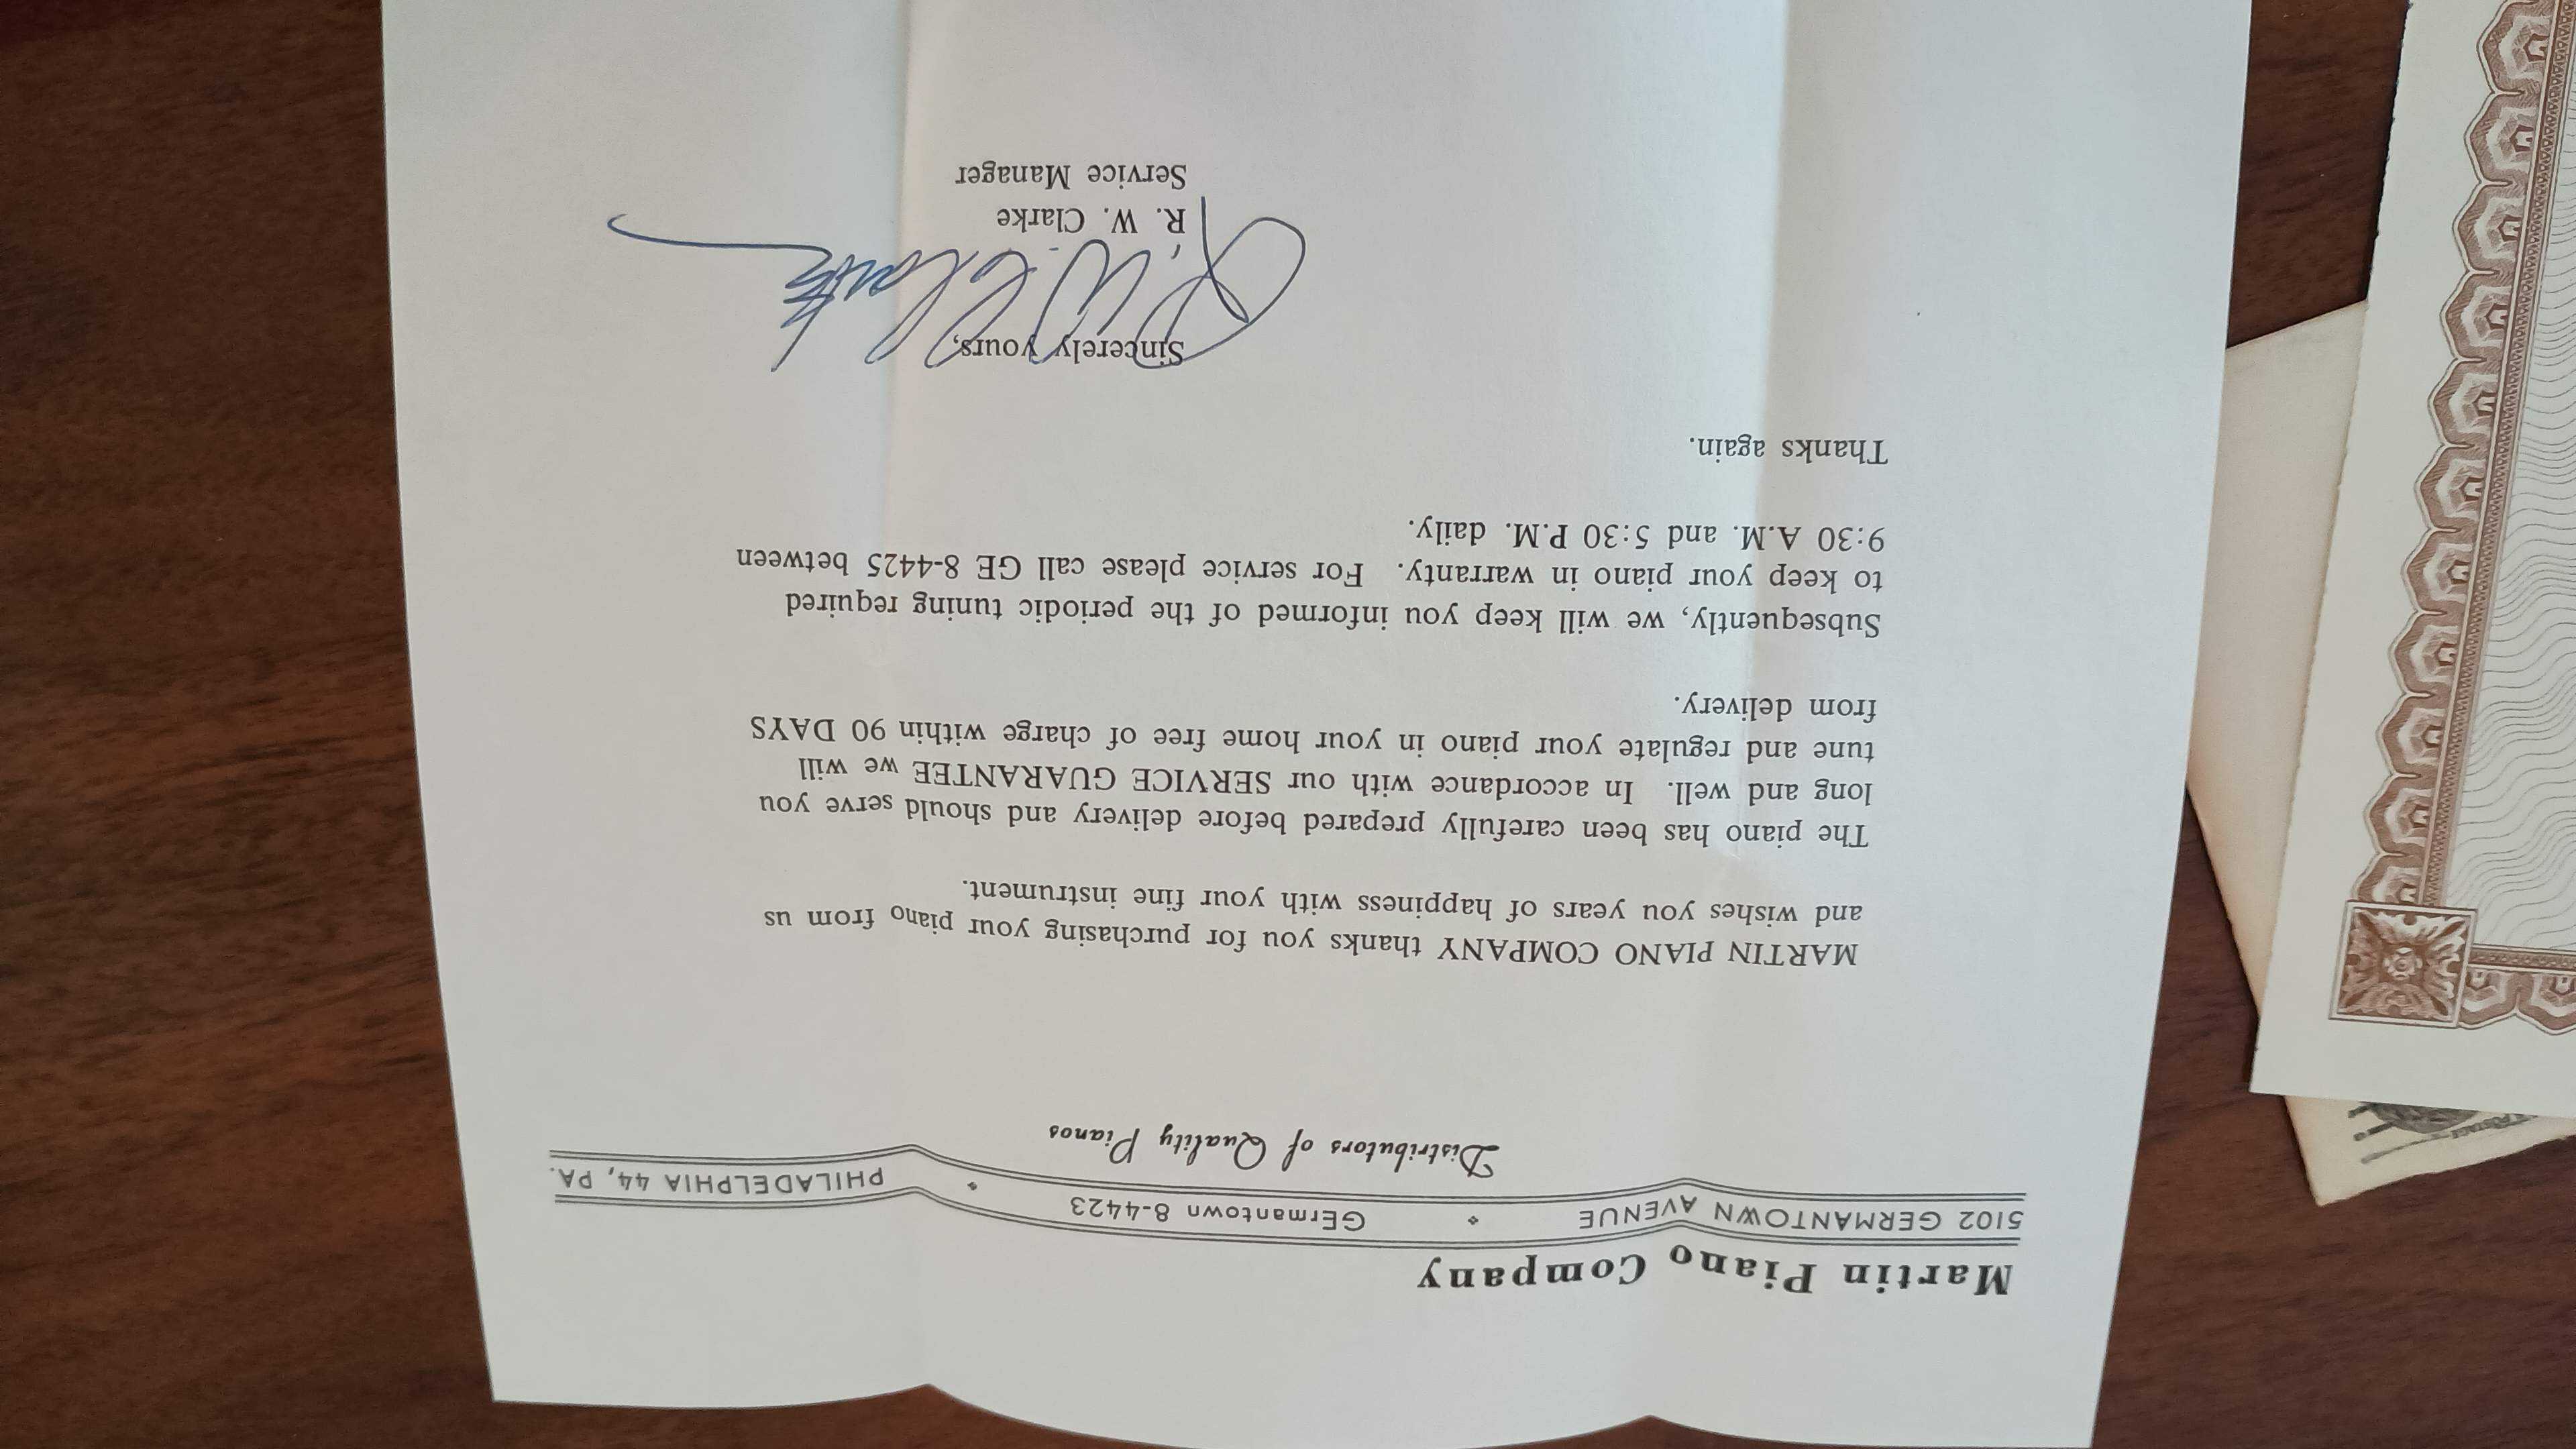 Martin Piano Company
5102 GERMANTOWN AVENUE • GErmantown 8-4423 • PHILADELPHIA 44, PA.
Distributors of Quality Pianos
MARTIN PIANO COMPANY thanks you for purchasing your piano from us
and wishes you years of happiness with your fine instrument.
The piano has been carefully prepared before delivery and should serve you
long and well. In accordance with our SERVICE GUARANTEE we will
tune and regulate your piano in your home free of charge within 90 DAYS
from delivery.
Subsequently, we will keep you informed of the periodic tuning required
to keep your piano in warranty. For service please call GE 8-4425 between
9:30 A.M. and 5:30 P.M. daily.
Thanks again.
Sincerely yours,
R. W. Clarke
R. W. Clarke
Service Manager